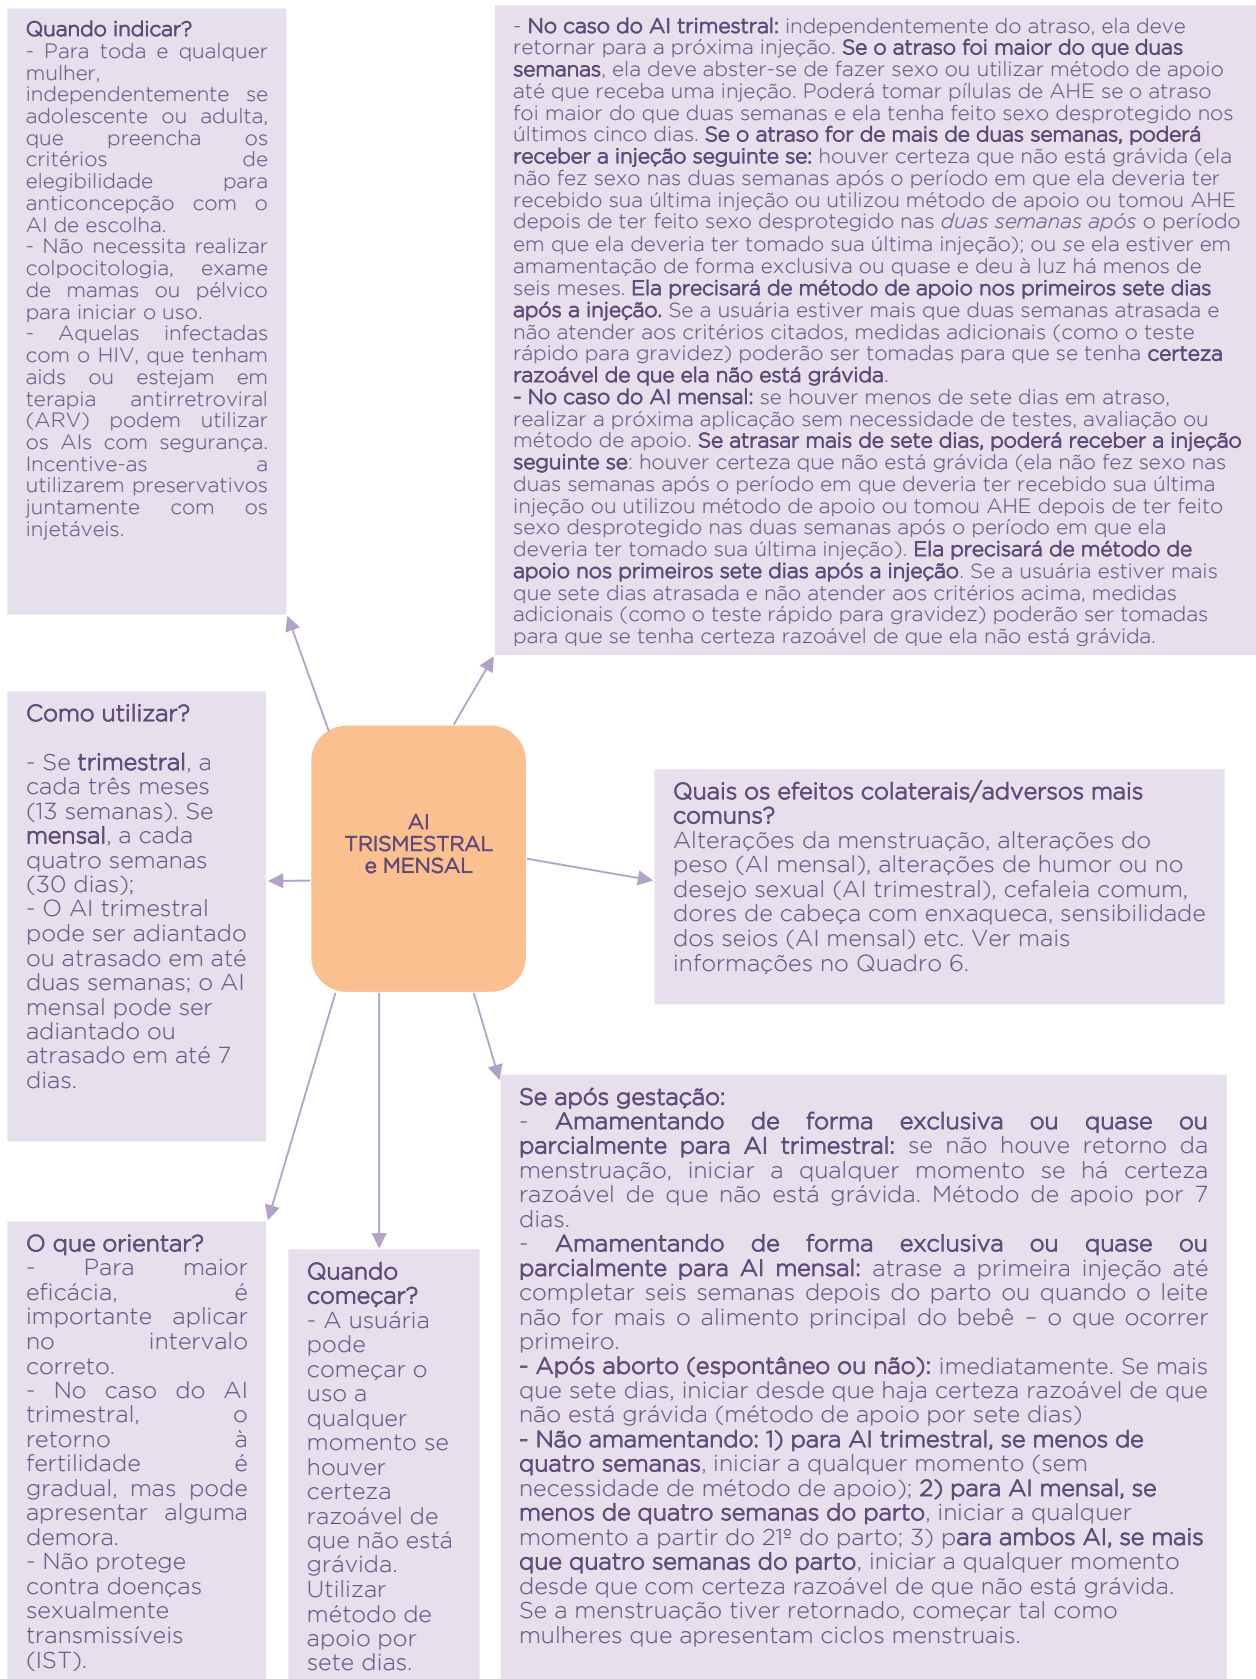 Quando indicar?
- Para toda e qualquer
mulher,
independentemente se
adolescente ou adulta,
que preencha os
critérios de
elegibilidade para
anticoncepção com o
AI de escolha.
- Não necessita realizar
colpocitologia, exame
de mamas ou pélvico
para iniciar o uso.
- Aquelas infectadas
com o HIV, que tenham
aids ou estejam em
terapia antirretroviral
(ARV) podem utilizar
os AIs com segurança.
Incentive-as a
utilizarem preservativos
juntamente com os
injetáveis.
- No caso do AI trimestral: independentemente do atraso, ela deve
retornar para a próxima injeção. Se o atraso foi maior do que duas
semanas, ela deve abster-se de fazer sexo ou utilizar método de apoio
até que receba uma injeção. Poderá tomar pílulas de AHE se o atraso
foi maior do que duas semanas e ela tenha feito sexo desprotegido nos
últimos cinco dias. Se o atraso for de mais de duas semanas, poderá
receber a injeção seguinte se: houver certeza que não está grávida (ela
não fez sexo nas duas semanas após o período em que ela deveria ter
recebido sua última injeção ou utilizou método de apoio ou tomou AHE
depois de ter feito sexo desprotegido nas duas semanas após o período
em que ela deveria ter tomado sua última injeção); ou se ela estiver em
amamentação de forma exclusiva ou quase e deu à luz há menos de
seis meses. Ela precisará de método de apoio nos primeiros sete dias
após a injeção. Se a usuária estiver mais que duas semanas atrasada e
não atender aos critérios citados, medidas adicionais (como o teste
rápido para gravidez) poderão ser tomadas para que se tenha certeza
razoável de que ela não está grávida.
- No caso do AI mensal: se houver menos de sete dias em atraso,
realizar a próxima aplicação sem necessidade de testes, avaliação ou
método de apoio. Se atrasar mais de sete dias, poderá receber a injeção
seguinte se: houver certeza que não está grávida (ela não fez sexo nas
duas semanas após o período em que deveria ter recebido sua última
injeção ou utilizou método de apoio ou tomou AHE depois de ter feito
sexo desprotegido nas duas semanas após o período em que ela
deveria ter tomado sua última injeção). Ela precisará de método de
apoio nos primeiros sete dias após a injeção. Se a usuária estiver mais
que sete dias atrasada e não atender aos critérios acima, medidas
adicionais (como o teste rápido para gravidez) poderão ser tomadas
para que se tenha certeza razoável de que ela não está grávida.
Como utilizar?
- Se trimestral, a
cada três meses
(13 semanas). Se
mensal, a cada
quatro semanas
(30 dias);
- O AI trimestral
pode ser adiantado
ou atrasado em até
duas semanas; o AI
mensal pode ser
adiantado ou
atrasado em até 7
dias.
AI
TRISMESTRAL
e MENSAL
Quais os efeitos colaterais/adversos mais
comuns?
Alterações da menstruação, alterações do
peso (AI mensal), alterações de humor ou no
desejo sexual (AI trimestral), cefaleia comum,
dores de cabeça com enxaqueca, sensibilidade
dos seios (AI mensal) etc. Ver mais
informações no Quadro 6.
O que orientar?
- Para maior
eficácia, é
importante aplicar
no intervalo
correto.
- No caso do AI
trimestral, o
retorno à
fertilidade é
gradual, mas pode
apresentar alguma
demora.
- Não protege
contra doenças
sexualmente
transmissíveis
(IST).
Quando
começar?
- A usuária
pode
começar o
uso a
qualquer
momento se
houver
certeza
razoável de
que não está
grávida.
Utilizar
método de
apoio por
sete dias.
Se após gestação:
- Amamentando de forma exclusiva ou quase ou
parcialmente para AI trimestral: se não houve retorno da
menstruação, iniciar a qualquer momento se há certeza
razoável de que não está grávida. Método de apoio por 7
dias.
- Amamentando de forma exclusiva ou quase ou
parcialmente para AI mensal: atrase a primeira injeção até
completar seis semanas depois do parto ou quando o leite
não for mais o alimento principal do bebê – o que ocorrer
primeiro.
- Após aborto (espontâneo ou não): imediatamente. Se mais
que sete dias, iniciar desde que haja certeza razoável de que
não está grávida (método de apoio por sete dias)
- Não amamentando: 1) para AI trimestral, se menos de
quatro semanas, iniciar a qualquer momento (sem
necessidade de método de apoio); 2) para AI mensal, se
menos de quatro semanas do parto, iniciar a qualquer
momento a partir do 21º do parto; 3) para ambos AI, se mais
que quatro semanas do parto, iniciar a qualquer momento
desde que com certeza razoável de que não está grávida.
Se a menstruação tiver retornado, começar tal como
mulheres que apresentam ciclos menstruais.